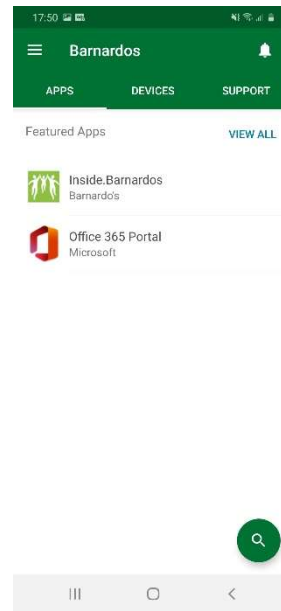 17:50
Barnardos
APPS DEVICES SUPPORT
Featured Apps VIEW ALL
Inside.Barnardos
Barnardo's
Office 365 Portal
Microsoft